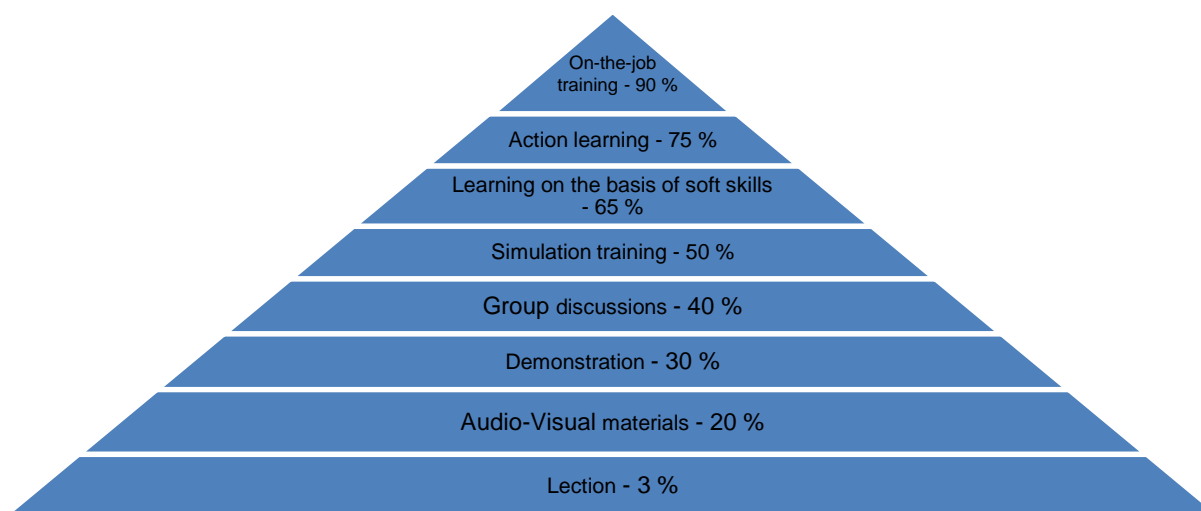 On-the-job
training - 90 %
Action learning - 75 %
Learning on the basis of soft skills
- 65 %
Simulation training - 50 %
Group discussions - 40 %
Demonstration - 30 %
Audio-Visual materials - 20 %
Lection - 3 %